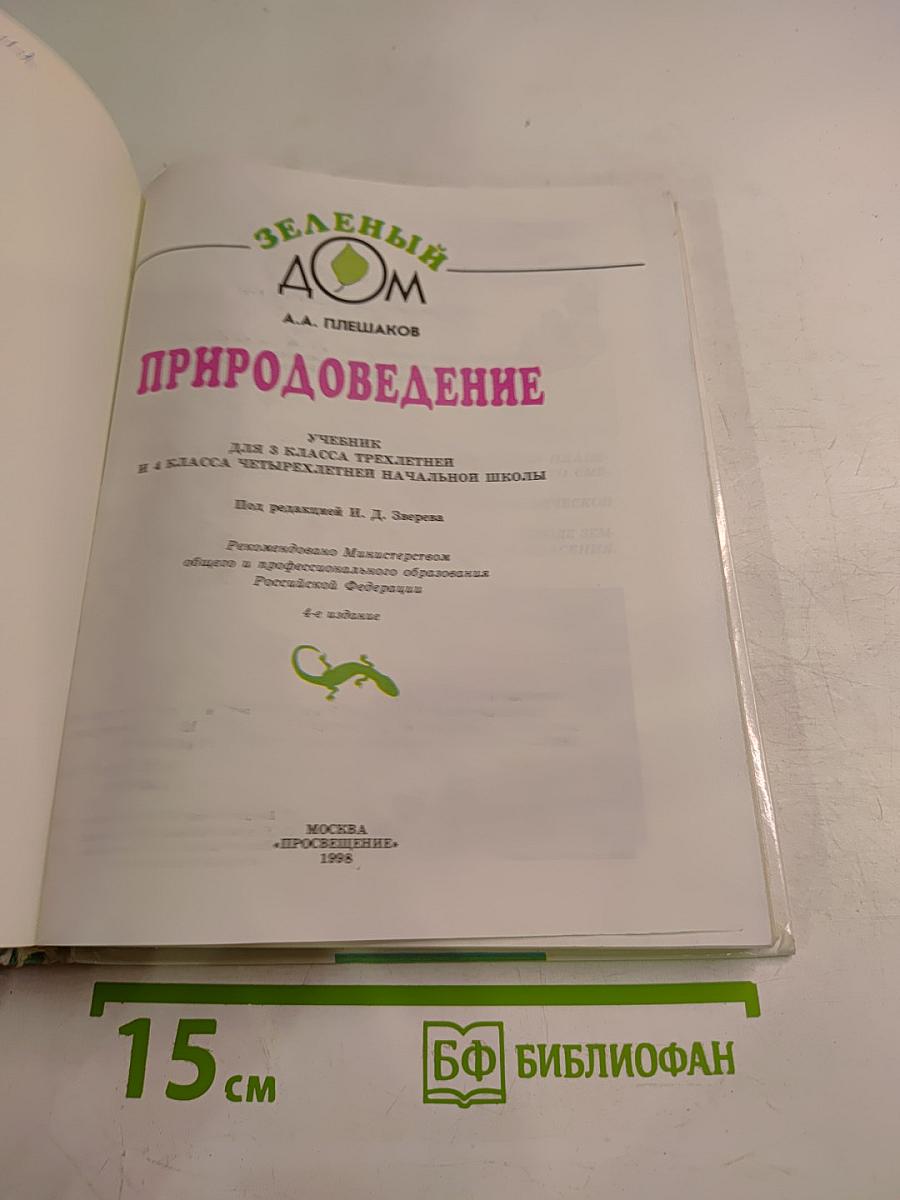 ЗЕЛЕНЫЙ
ДОМ
А.А. ПЛЕШАКОВ
ПРИРОДОВЕДЕНИЕ
УЧЕБНИК
ДЛЯ 3 КЛАССА ТРЕХЛЕТНЕЙ
И 4 КЛАССА ЧЕТЫРЕХЛЕТНЕЙ НАЧАЛЬНОЙ ШКОЛЫ
Под редакцией И. Д. Зверева
Рекомендовано Министерством
общего и профессионального образования
Российской Федерации
4-е издание
МОСКВА
«ПРОСВЕЩЕНИЕ»
1998
15 см
БФ БИБЛИОФАН